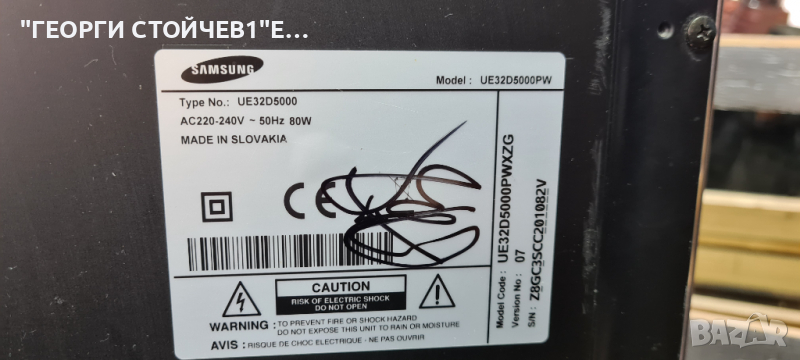 "ГЕОРГИ СТОЙЧЕВ1"Е...
SAMSUNG
Model : UE32D5000PW
Type No.: UE32D5000
AC220-240V ~ 50Hz 80W
MADE IN SLOVAKIA
CE
CAUTION
RISK OF ELECTRIC SHOCK
DO NOT OPEN
WARNING : TO PREVENT FIRE OR SHOCK HAZARD
DO NOT EXPOSE THIS UNIT TO RAIN OR MOISTURE
AVIS : RISQUE DE CHOC ELECTRIQUE - NE PAS OUVRIR
Model Code : UE32D5000PWXZG
Version No : 07
S/N : Z8GC3SCC201082V
BAZAR